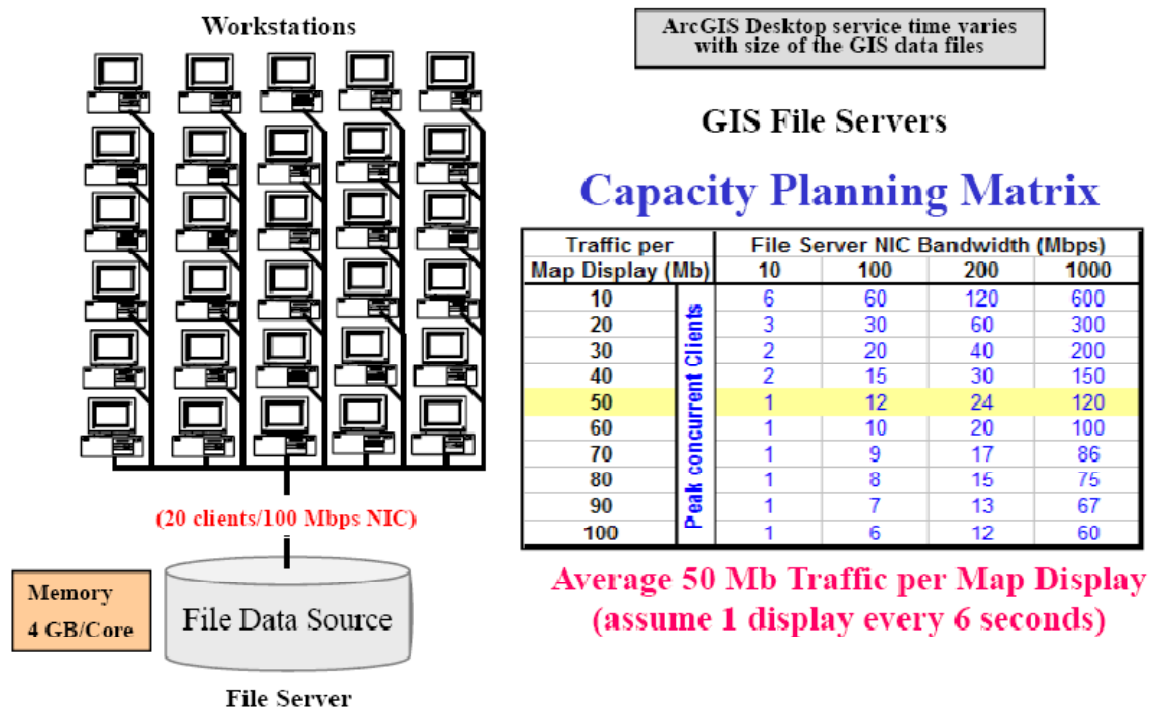 Workstations
ArcGIS Desktop service time varies
with size of the GIS data files
GIS File Servers
Capacity Planning Matrix
Traffic per File Server NIC Bandwidth (Mbps)
Map Display (Mb) 10 100 200 1000
Peak concurrent Clients
10 6 60 120 600
20 3 30 60 300
30 2 20 40 200
40 2 15 30 150
50 1 12 24 120
60 1 10 20 100
70 1 9 17 86
80 1 8 15 75
90 1 7 13 67
100 1 6 12 60
(20 clients/100 Mbps NIC)
Memory
4 GB/Core
File Data Source
File Server
Average 50 Mb Traffic per Map Display
(assume 1 display every 6 seconds)